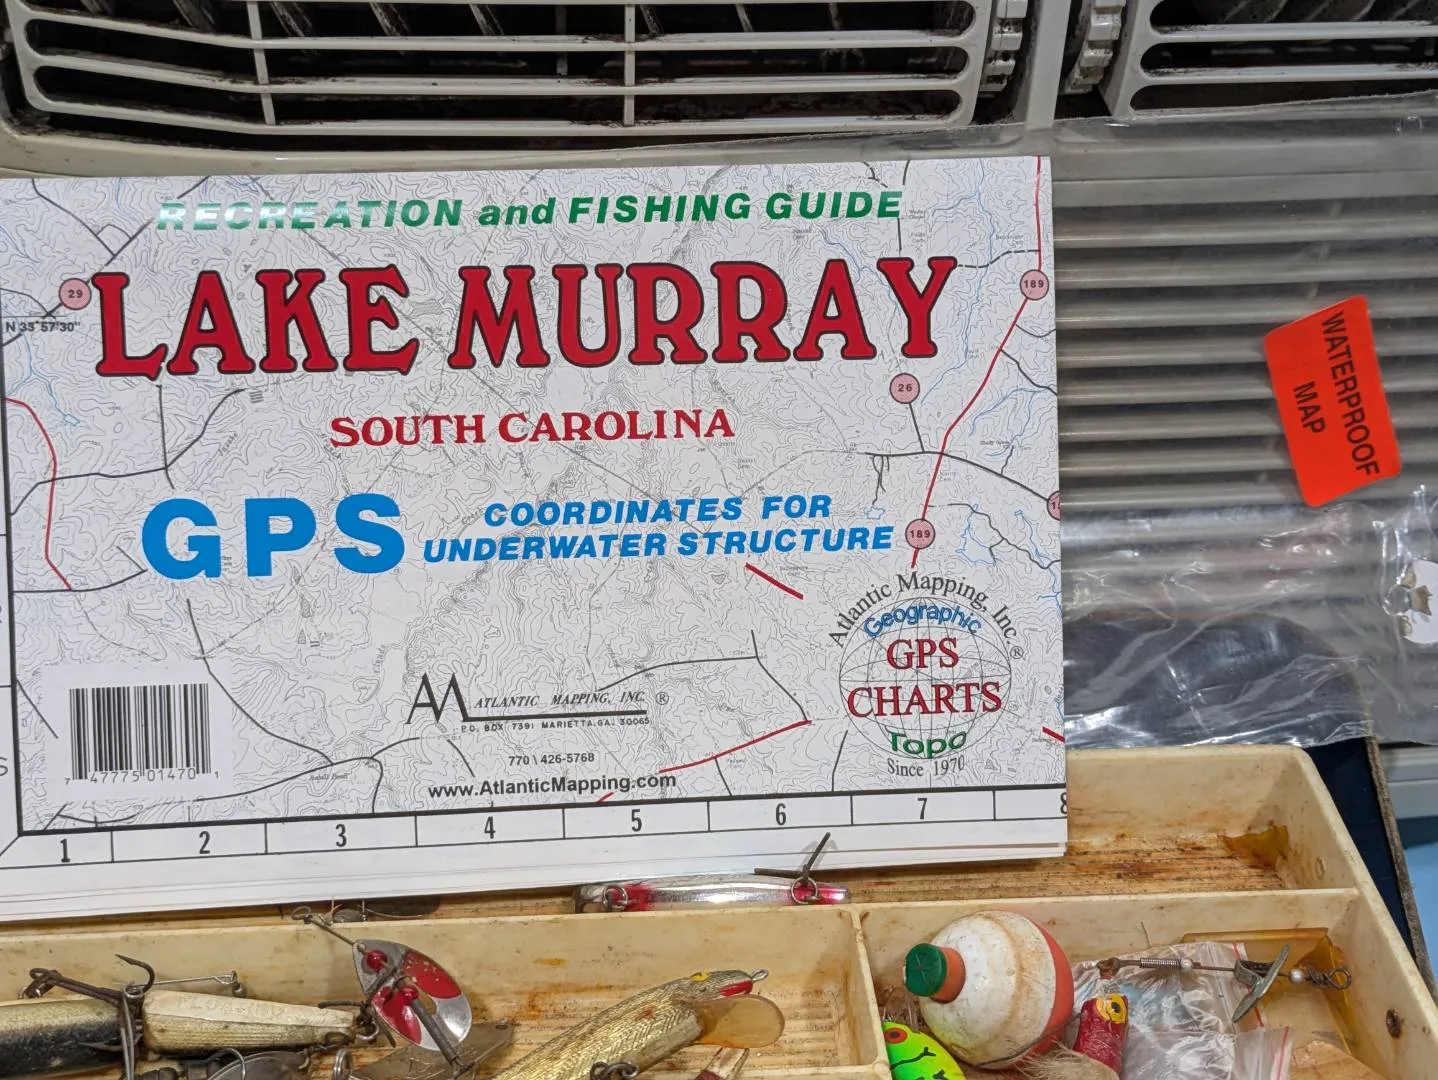 RECREATION and FISHING GUIDE
LAKE MURRAY
SOUTH CAROLINA
GPS
COORDINATES FOR
UNDERWATER STRUCTURE
29
N 33°57'30"
189
26
189
Atlantic Mapping, Inc.®
Geographic
GPS
CHARTS
Topo
Since 1970
AM ATLANTIC MAPPING, INC. ®
P.O. BOX 7391 MARIETTA, GA. 30065
770\426-5768
www.AtlanticMapping.com
7 47775 01470 1
1 2 3 4 5 6 7 8
WATERPROOF
MAP